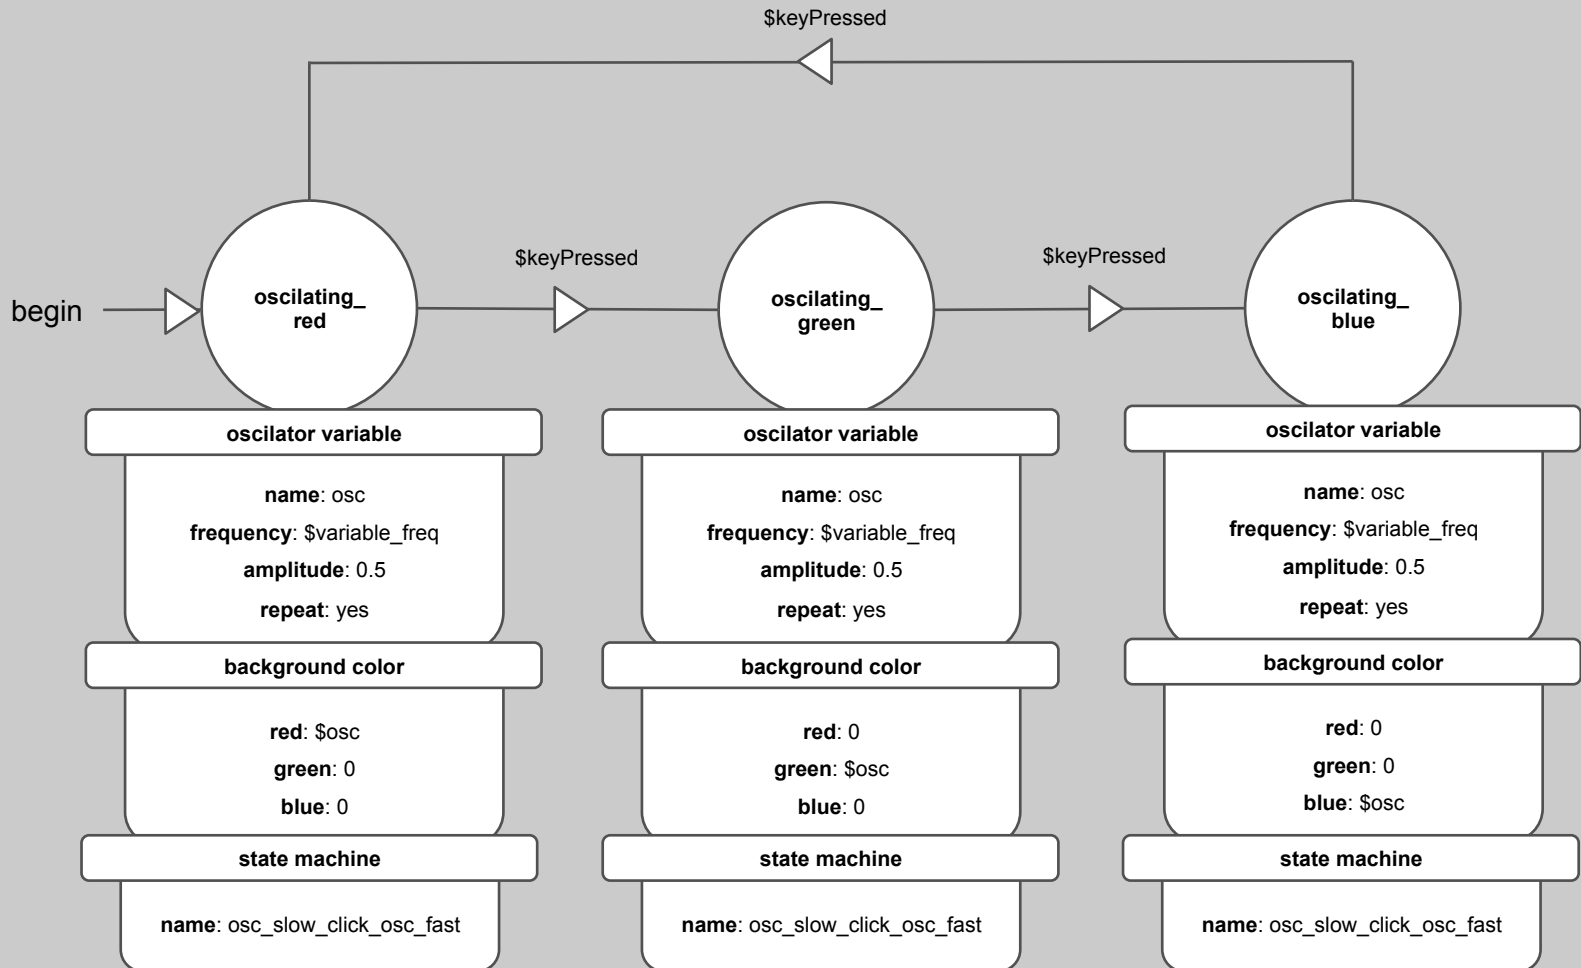 $keyPressed
begin
oscilating_
red
$keyPressed
oscilating_
green
$keyPressed
oscilating_
blue
oscilator variable
name: osc
frequency: $variable_freq
amplitude: 0.5
repeat: yes
background color
red: $osc
green: 0
blue: 0
state machine
name: osc_slow_click_osc_fast
oscilator variable
name: osc
frequency: $variable_freq
amplitude: 0.5
repeat: yes
background color
red: 0
green: $osc
blue: 0
state machine
name: osc_slow_click_osc_fast
oscilator variable
name: osc
frequency: $variable_freq
amplitude: 0.5
repeat: yes
background color
red: 0
green: 0
blue: $osc
state machine
name: osc_slow_click_osc_fast